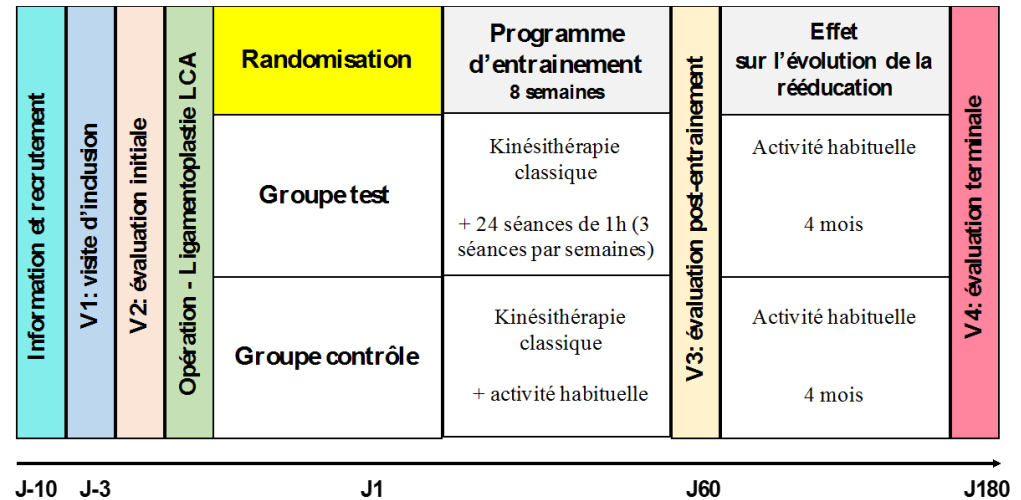 Information et recrutement
V1: visite d'inclusion
V2: évaluation initiale
Opération - Ligamentoplastie LCA
Randomisation
Programme
d'entrainement
8 semaines
V3: évaluation post-entrainement
Effet
sur l'évolution de la
rééducation
V4: évaluation terminale
Groupe test
Kinésithérapie
classique
+ 24 séances de 1h (3
séances par semaines)
Activité habituelle
4 mois
Groupe contrôle
Kinésithérapie
classique
+ activité habituelle
Activité habituelle
4 mois
J-10
J-3
J1
J60
J180